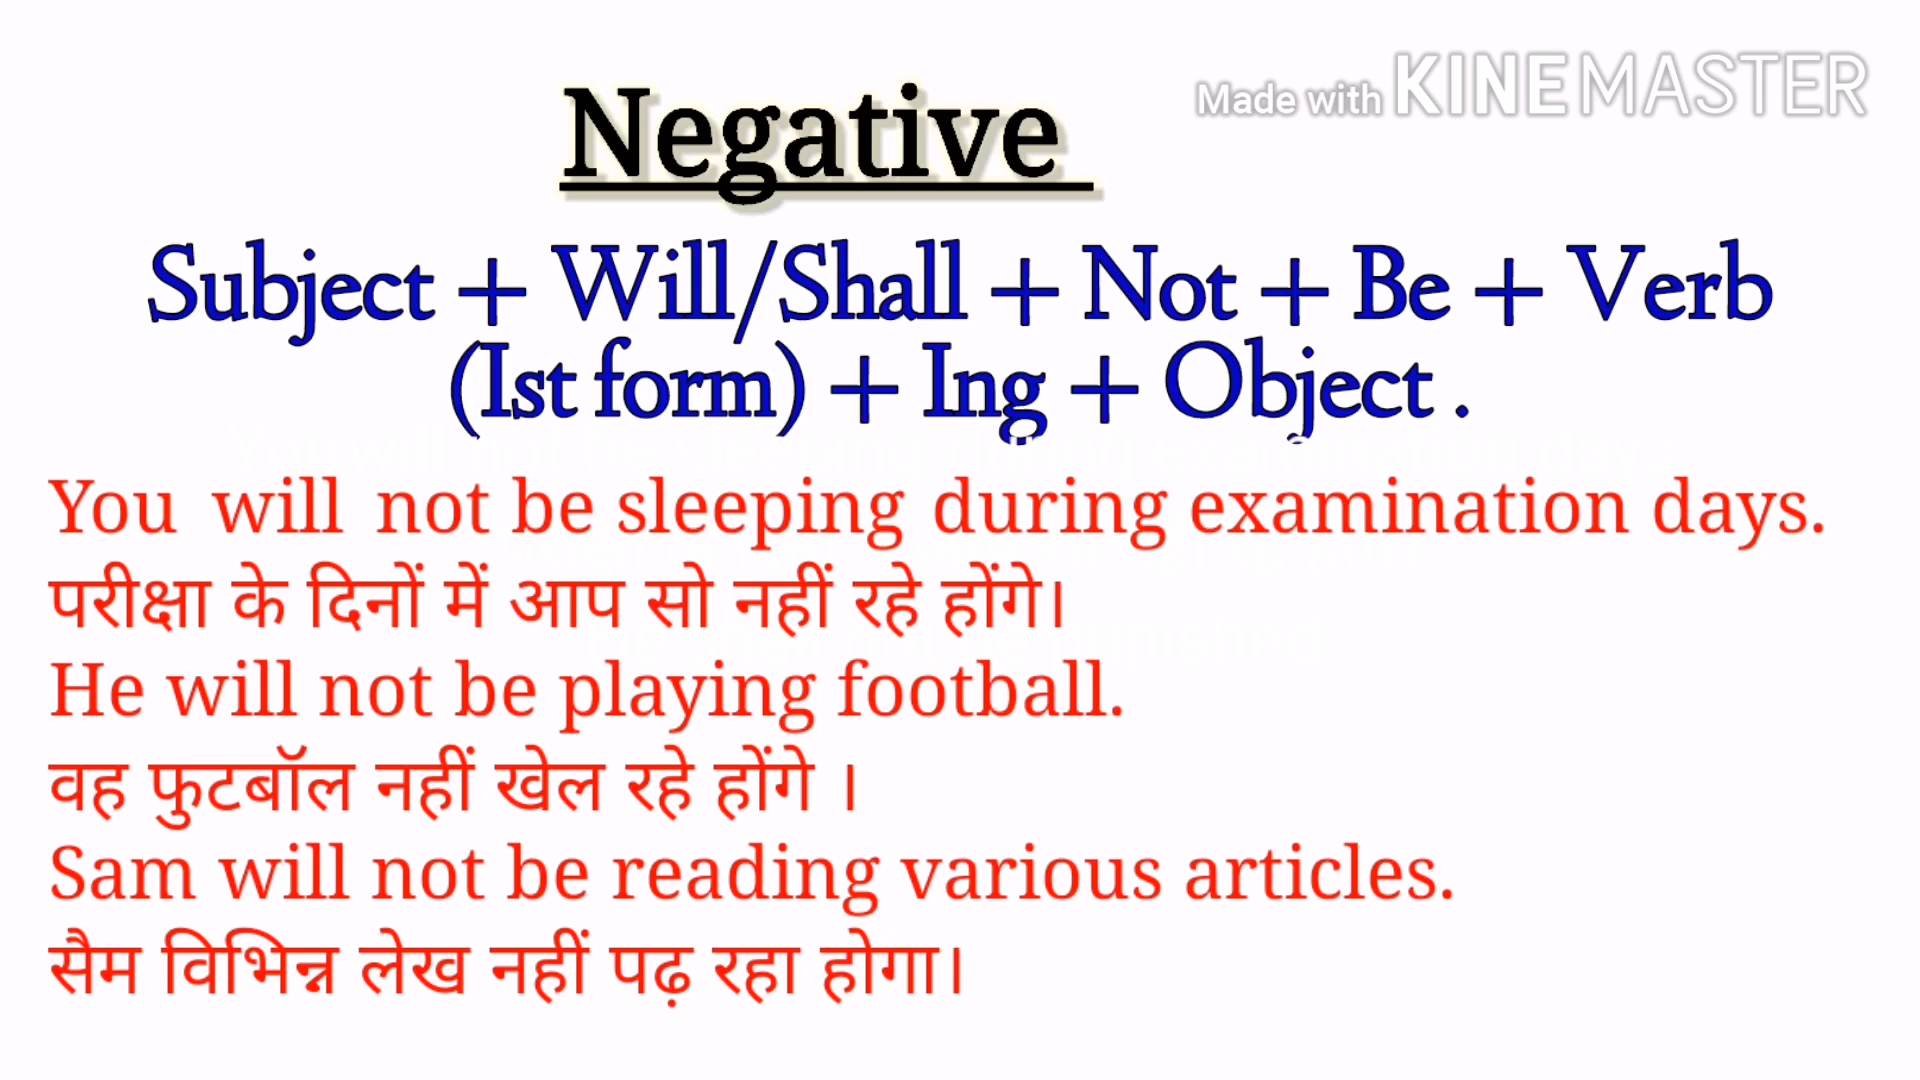 Made with KINEMASTER
Negative
Subject + Will/Shall + Not + Be + Verb
(Ist form) + Ing + Object .
You will not be sleeping during examination days.
परीक्षा के दिनों में आप सो नहीं रहे होंगे।
He will not be playing football.
वह फुटबॉल नहीं खेल रहे होंगे ।
Sam will not be reading various articles.
सैम विभिन्न लेख नहीं पढ़ रहा होगा।